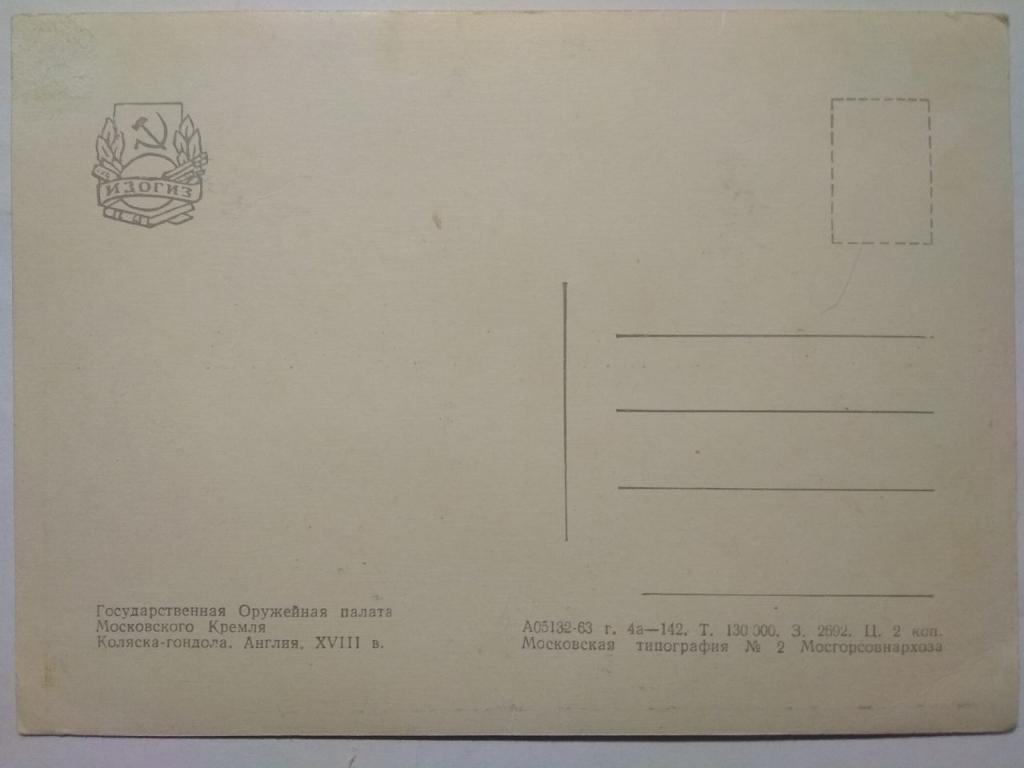 ИЗОГИЗ
Государственная Оружейная палата
Московского Кремля
Коляска-гондола. Англия, XVIII в.
А05132-63 г. 4а—142. Т. 130 000. З. 2692. Ц. 2 коп.
Московская типография № 2 Мосгорсовнархоза